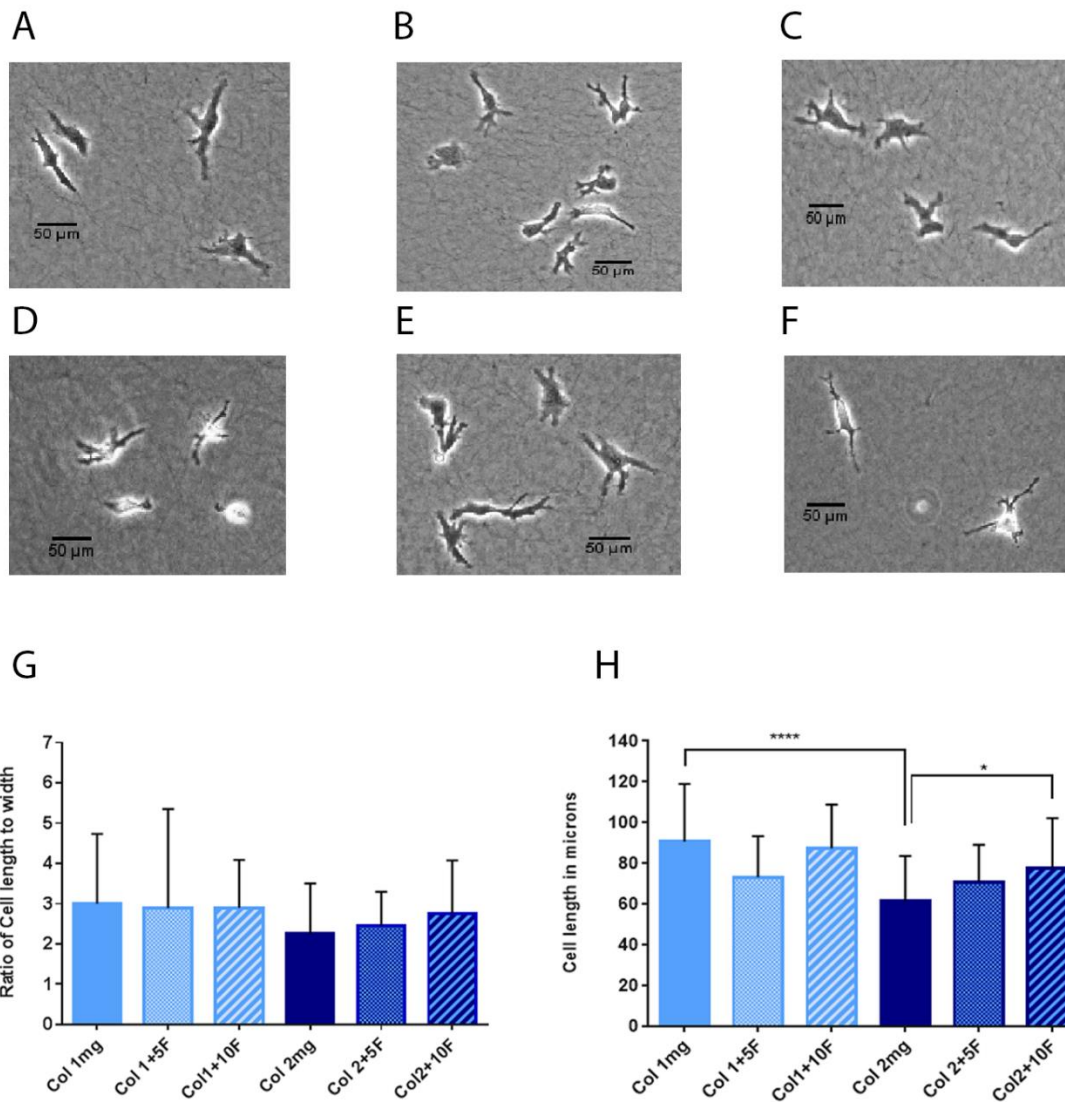 A
B
C
50 µm
50 µm
50 µm
D
E
F
50 µm
50 µm
50 µm
G
H
Ratio of Cell length to width
7
6
5
4
3
2
1
0
Col 1mg
Col 1+5F
Col1+10F
Col 2mg
Col 2+5F
Col2+10F
Cell length in microns
140
120
100
80
60
40
20
0
****
*
Col 1mg
Col 1+5F
Col1+10F
Col 2mg
Col 2+5F
Col2+10F